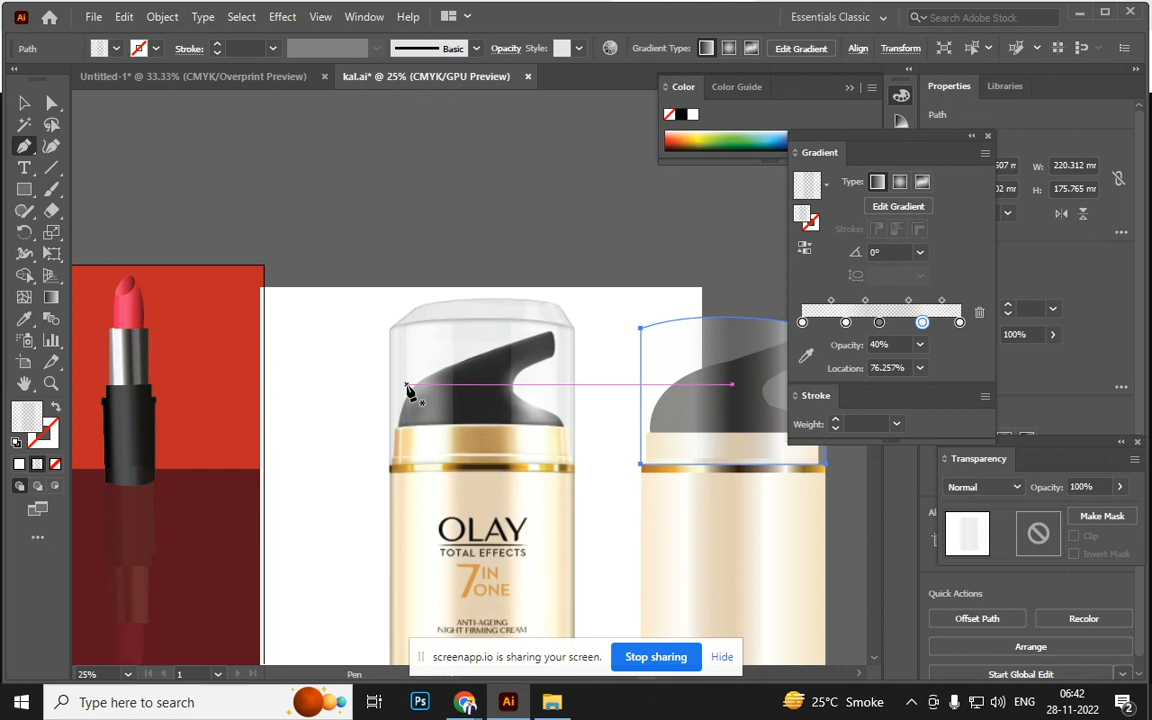 Ai File Edit Object Type Select Effect View Window Help Essentials Classic Search Adobe Stock
Path Stroke: Basic Opacity Style: Gradient Type: Edit Gradient Align Transform
Untitled-1* @ 33.33% (CMYK/Overprint Preview) × kal.ai* @ 25% (CMYK/GPU Preview) ×
Color Color Guide
Properties Libraries
Path
W: 220.312 mr
H: 175.765 mr
Gradient
Type:
Edit Gradient
Stroke:
0°
Opacity: 40%
Location: 76.257%
100%
Stroke
Weight:
Transparency
Normal Opacity: 100%
Make Mask
Clip
Invert Mask
Quick Actions
Offset Path Recolor
Arrange
Start Global Edit
OLAY
TOTAL EFFECTS
7 IN
ONE
ANTI-AGEING
NIGHT FIRMING CREAM
screenapp.io is sharing your screen. Stop sharing Hide
25% 1 Pen
Type here to search Ps Ai 25°C Smoke ENG 06:42
28-11-2022 2